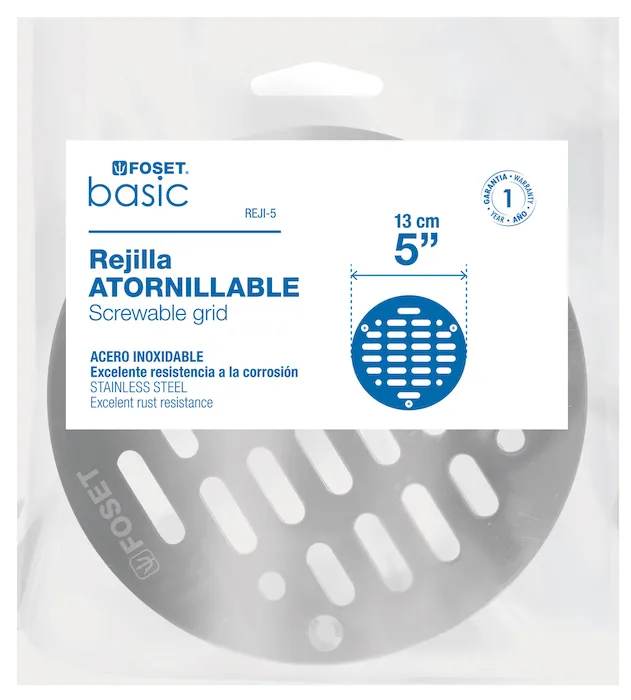 FOSET®
basic
REJI-5
Rejilla
ATORNILLABLE
Screwable grid
ACERO INOXIDABLE
Excelente resistencia a la corrosión
STAINLESS STEEL
Excelent rust resistance
13 cm
5”
GARANTIA • WARRANTY
1
YEAR • AÑO
FOSET